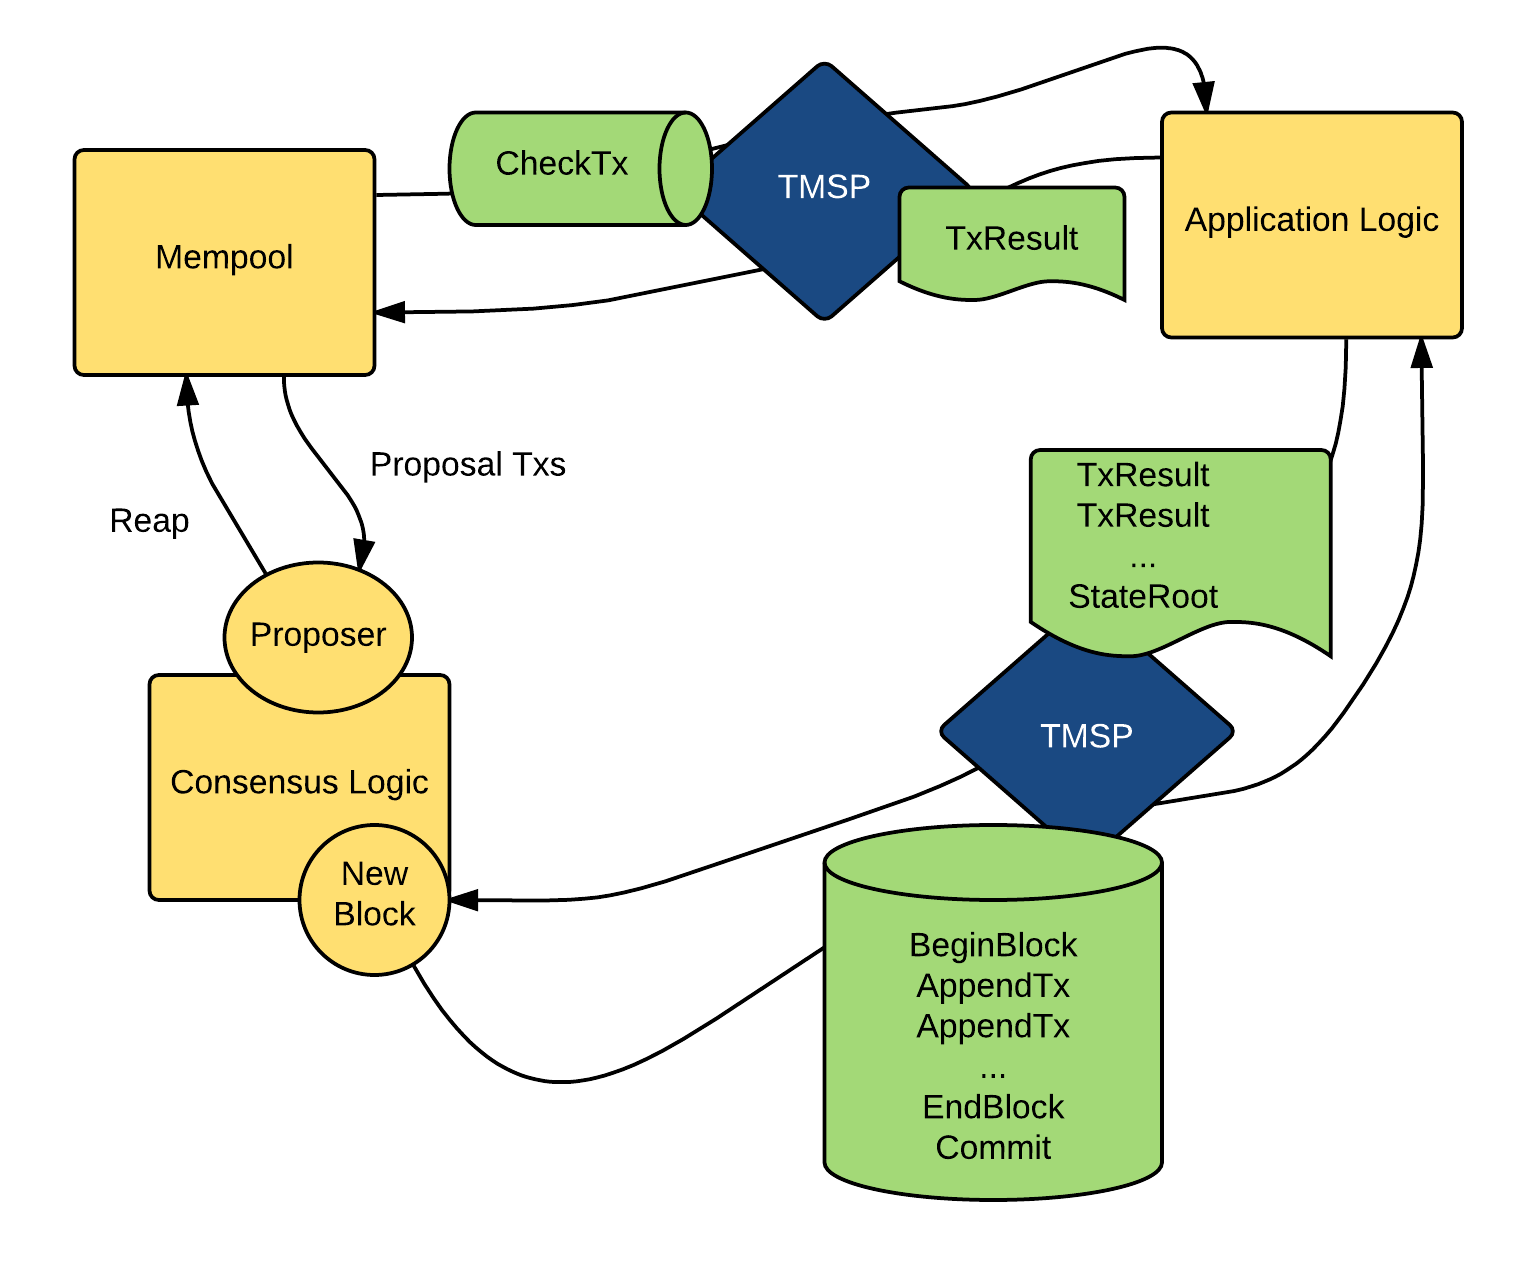 CheckTx
TMSP
Application Logic
TxResult
Mempool
Proposal Txs
Reap
TxResult
TxResult
...
StateRoot
Proposer
TMSP
Consensus Logic
New
Block
BeginBlock
AppendTx
AppendTx
...
EndBlock
Commit